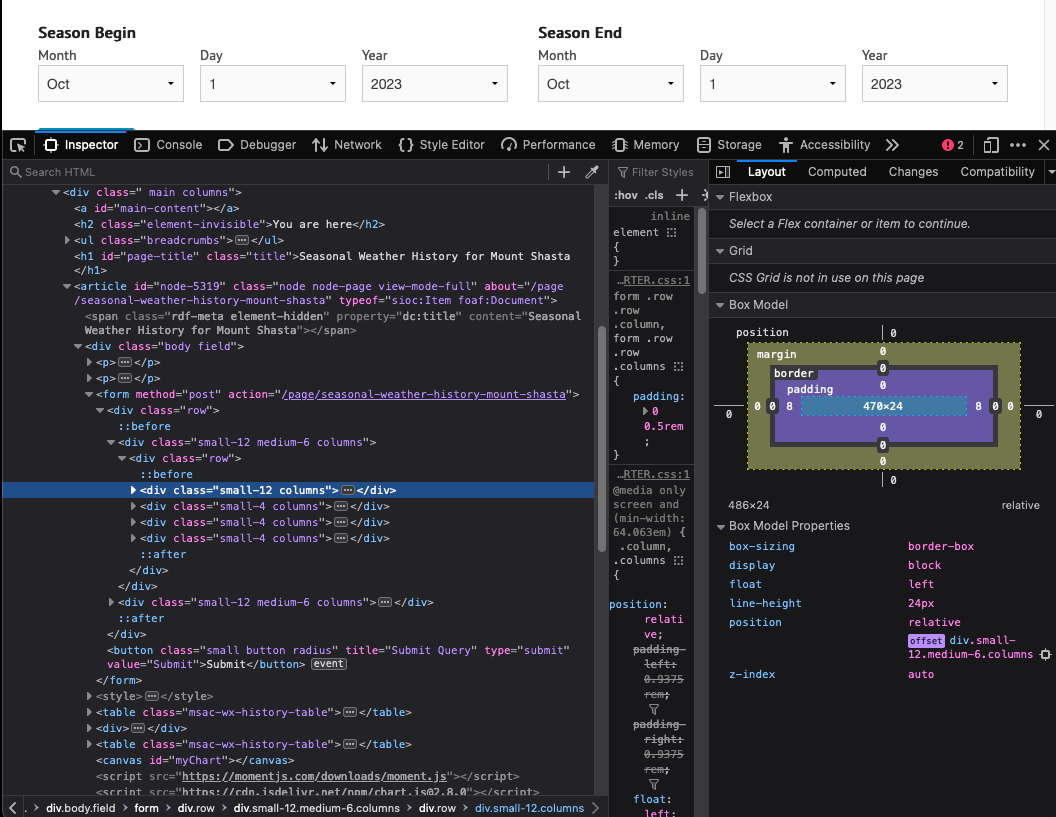 Season Begin Season End
Month Day Year Month Day Year
Oct 1 2023 Oct 1 2023
Inspector Console Debugger Network Style Editor Performance Memory Storage Accessibility 2
Search HTML
<div class=" main columns">
<a id="main-content"></a>
<h2 class="element-invisible">You are here</h2>
<ul class="breadcrumbs"></ul>
<h1 id="page-title" class="title">Seasonal Weather History for Mount Shasta
</h1>
<article id="node-5319" class="node node-page view-mode-full" about="/page
/seasonal-weather-history-mount-shasta" typeof="sioc:Item foaf:Document">
<span class="rdf-meta element-hidden" property="dc:title" content="Seasonal
Weather History for Mount Shasta"></span>
<div class="body field">
<p></p>
<p></p>
<form method="post" action="/page/seasonal-weather-history-mount-shasta">
<div class="row">
::before
<div class="small-12 medium-6 columns">
<div class="row">
::before
<div class="small-12 columns"></div>
<div class="small-4 columns"></div>
<div class="small-4 columns"></div>
<div class="small-4 columns"></div>
::after
</div>
</div>
<div class="small-12 medium-6 columns"></div>
::after
</div>
<button class="small button radius" title="Submit Query" type="submit"
value="Submit">Submit</button> event
</form>
<style></style>
<table class="msac-wx-history-table"></table>
<div></div>
<table class="msac-wx-history-table"></table>
<canvas id="myChart"></canvas>
<script src="https://momentjs.com/downloads/moment.js"></script>
<script src="https://cdn.jsdelivr.net/npm/chart.js@2.8.0"></script>
. > div.body.field > form > div.row > div.small-12.medium-6.columns > div.row > div.small-12.columns
Filter Styles
:hov .cls +
inline
element
{
}
…RTER.css:1
form .row
.row
.column,
form .row
.row
.columns
{
padding:
0
0.5rem
;
}
…RTER.css:1
@media only
screen and
(min-width:
64.063em) {
.column,
.columns
{
position:
relati
ve;
padding-
left:
0.9375
rem;
padding-
right:
0.9375
rem;
float:
left;
Layout Computed Changes Compatibility
Flexbox
Select a Flex container or item to continue.
Grid
CSS Grid is not in use on this page
Box Model
position 0
margin 0
border 0
padding 0
0 0 0 8 470×24 8 0 0 0
0
0
0
0
486×24 relative
Box Model Properties
box-sizing border-box
display block
float left
line-height 24px
position relative
offset div.small-
12.medium-6.columns
z-index auto